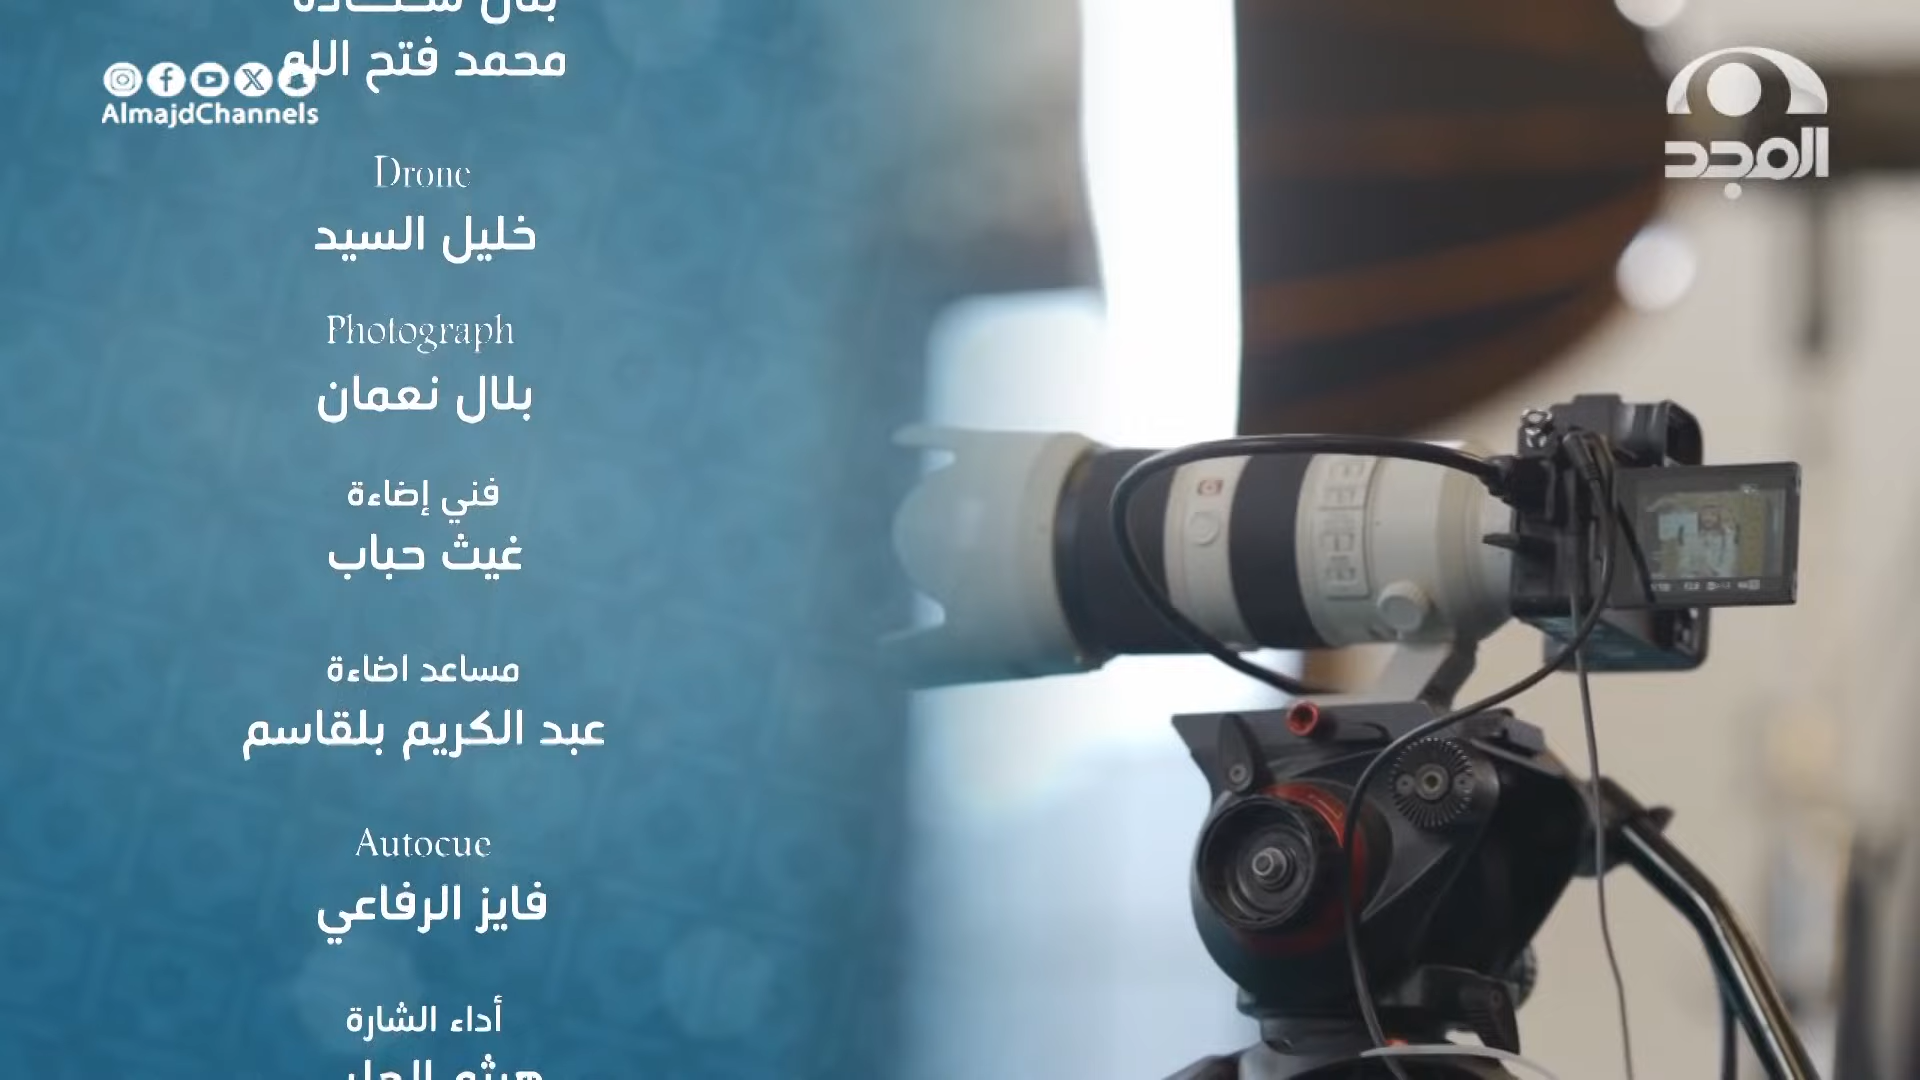 محمد فتح الله
AlmajdChannels
المجد
Drone
خليل السيد
Photograph
بلال نعمان
فني إضاءة
غيث حباب
مساعد اضاءة
عبد الكريم بلقاسم
Autocue
فايز الرفاعي
أداء الشارة